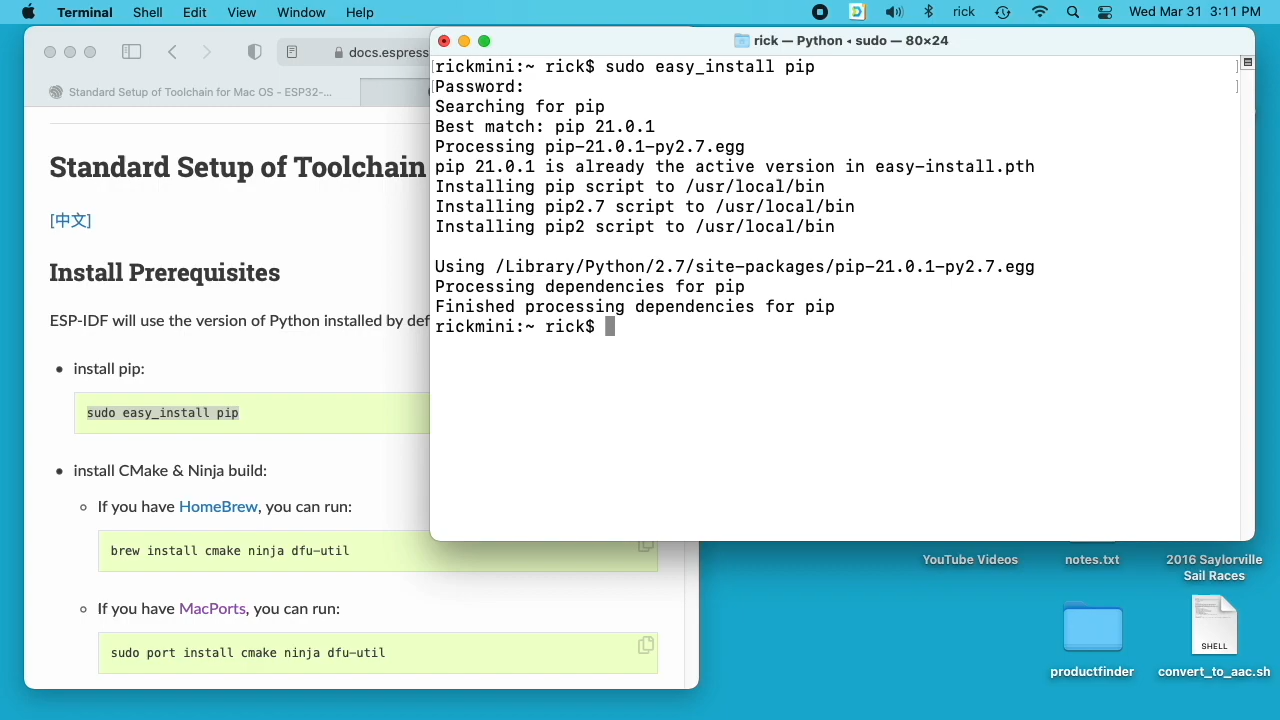 Terminal Shell Edit View Window Help rick Wed Mar 31 3:11 PM
docs.espress
Standard Setup of Toolchain for Mac OS - ESP32-...
Standard Setup of Toolchain
[中文]
Install Prerequisites
ESP-IDF will use the version of Python installed by def
• install pip:
sudo easy_install pip
• install CMake & Ninja build:
◦ If you have HomeBrew, you can run:
brew install cmake ninja dfu-util
◦ If you have MacPorts, you can run:
sudo port install cmake ninja dfu-util
rick — Python ◂ sudo — 80×24
rickmini:~ rick$ sudo easy_install pip
Password:
Searching for pip
Best match: pip 21.0.1
Processing pip-21.0.1-py2.7.egg
pip 21.0.1 is already the active version in easy-install.pth
Installing pip script to /usr/local/bin
Installing pip2.7 script to /usr/local/bin
Installing pip2 script to /usr/local/bin
Using /Library/Python/2.7/site-packages/pip-21.0.1-py2.7.egg
Processing dependencies for pip
Finished processing dependencies for pip
rickmini:~ rick$
YouTube Videos
notes.txt
2016 Saylorville
Sail Races
productfinder
SHELL
convert_to_aac.sh